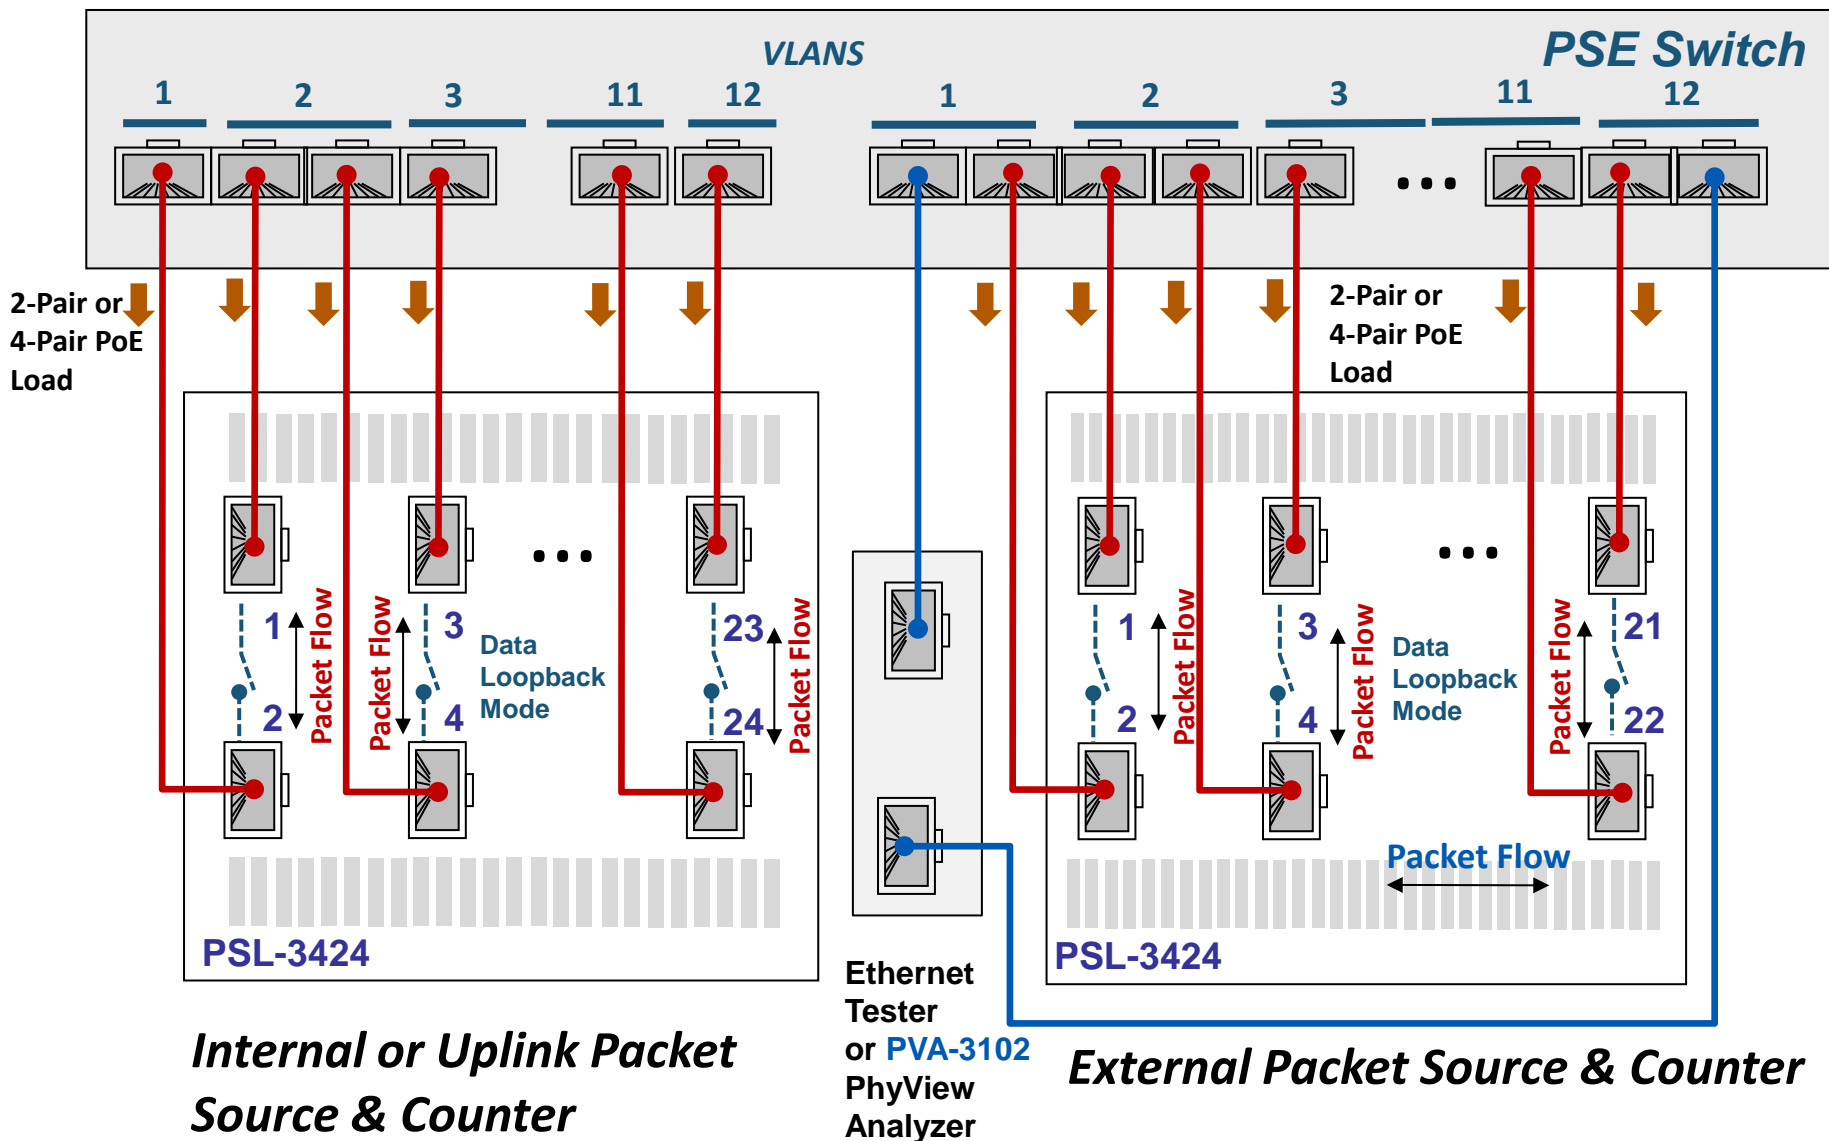 VLANS
PSE Switch
1 2 3 11 12
1 2 3 11 12
2-Pair or
4-Pair PoE
Load
2-Pair or
4-Pair PoE
Load
1
2
Packet Flow
Packet Flow
3
4
Data
Loopback
Mode
23
24
Packet Flow
1
2
Packet Flow
3
4
Packet Flow
Data
Loopback
Mode
Packet Flow
21
22
Packet Flow
PSL-3424
PSL-3424
Ethernet
Tester
or PVA-3102
PhyView
Analyzer
Internal or Uplink Packet
Source & Counter
External Packet Source & Counter